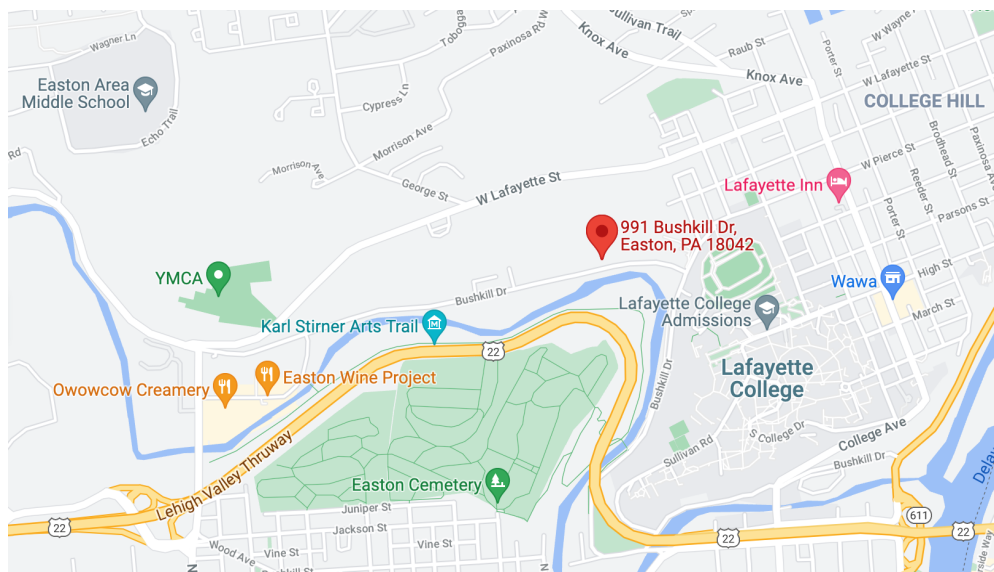 Wagner Ln
Sullivan Trail
Knox Ave
Paxinosa Rd W
Raub St
Porter St
Knox Ave
W Lafayette St
Easton Area
Middle School
Cypress Ln
COLLEGE HILL
Echo Trail
Morrison Ave
Brodhead St
W Pierce St
Rd
Morrison Ave
George St
W Lafayette St
Lafayette Inn
Reeder St
Parsons St
Porter St
991 Bushkill Dr,
Easton, PA 18042
High St
YMCA
Wawa
Bushkill Dr
Lafayette College
Admissions
March St
Karl Stirner Arts Trail
22
Owowcow Creamery
Easton Wine Project
Lafayette
College
Bushkill Dr
S College Dr
College Ave
Sullivan Rd
Lehigh Valley Thruway
Bushkill Dr
Easton Cemetery
Juniper St
611
22
Jackson St
22
22
Wood Ave
Vine St
Vine St
N
N